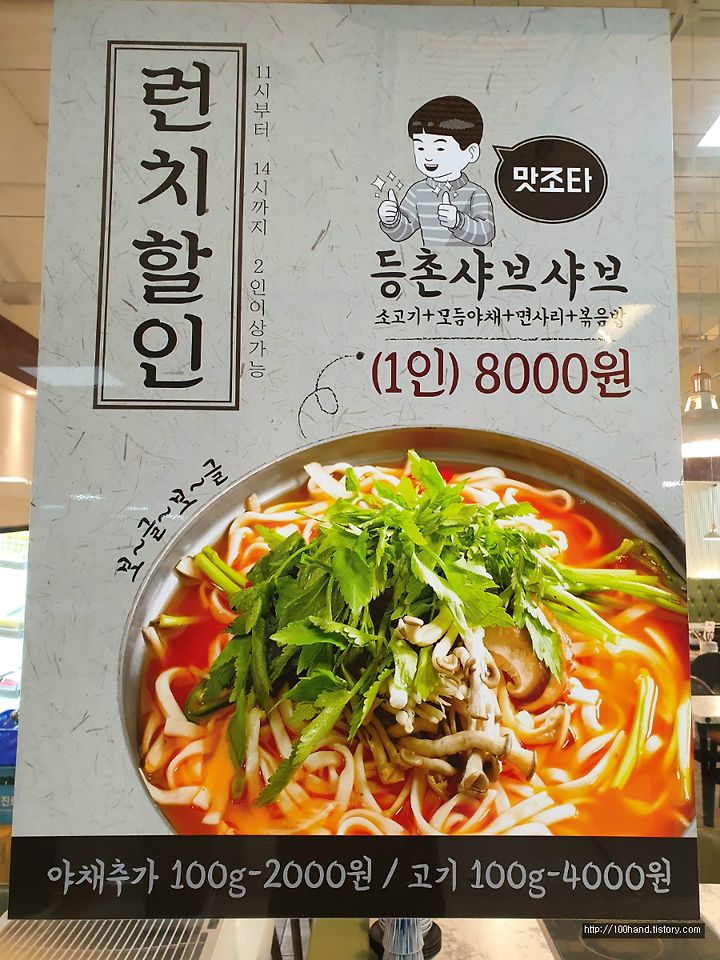 런치할인
11시부터 14시까지 2인이상가능
맛조타
등촌샤브샤브
소고기+모듬야채+면사리+볶음밥
(1인) 8000원
보~글~보~글
야채추가 100g-2000원 / 고기 100g-4000원
http://100hand.tistory.com